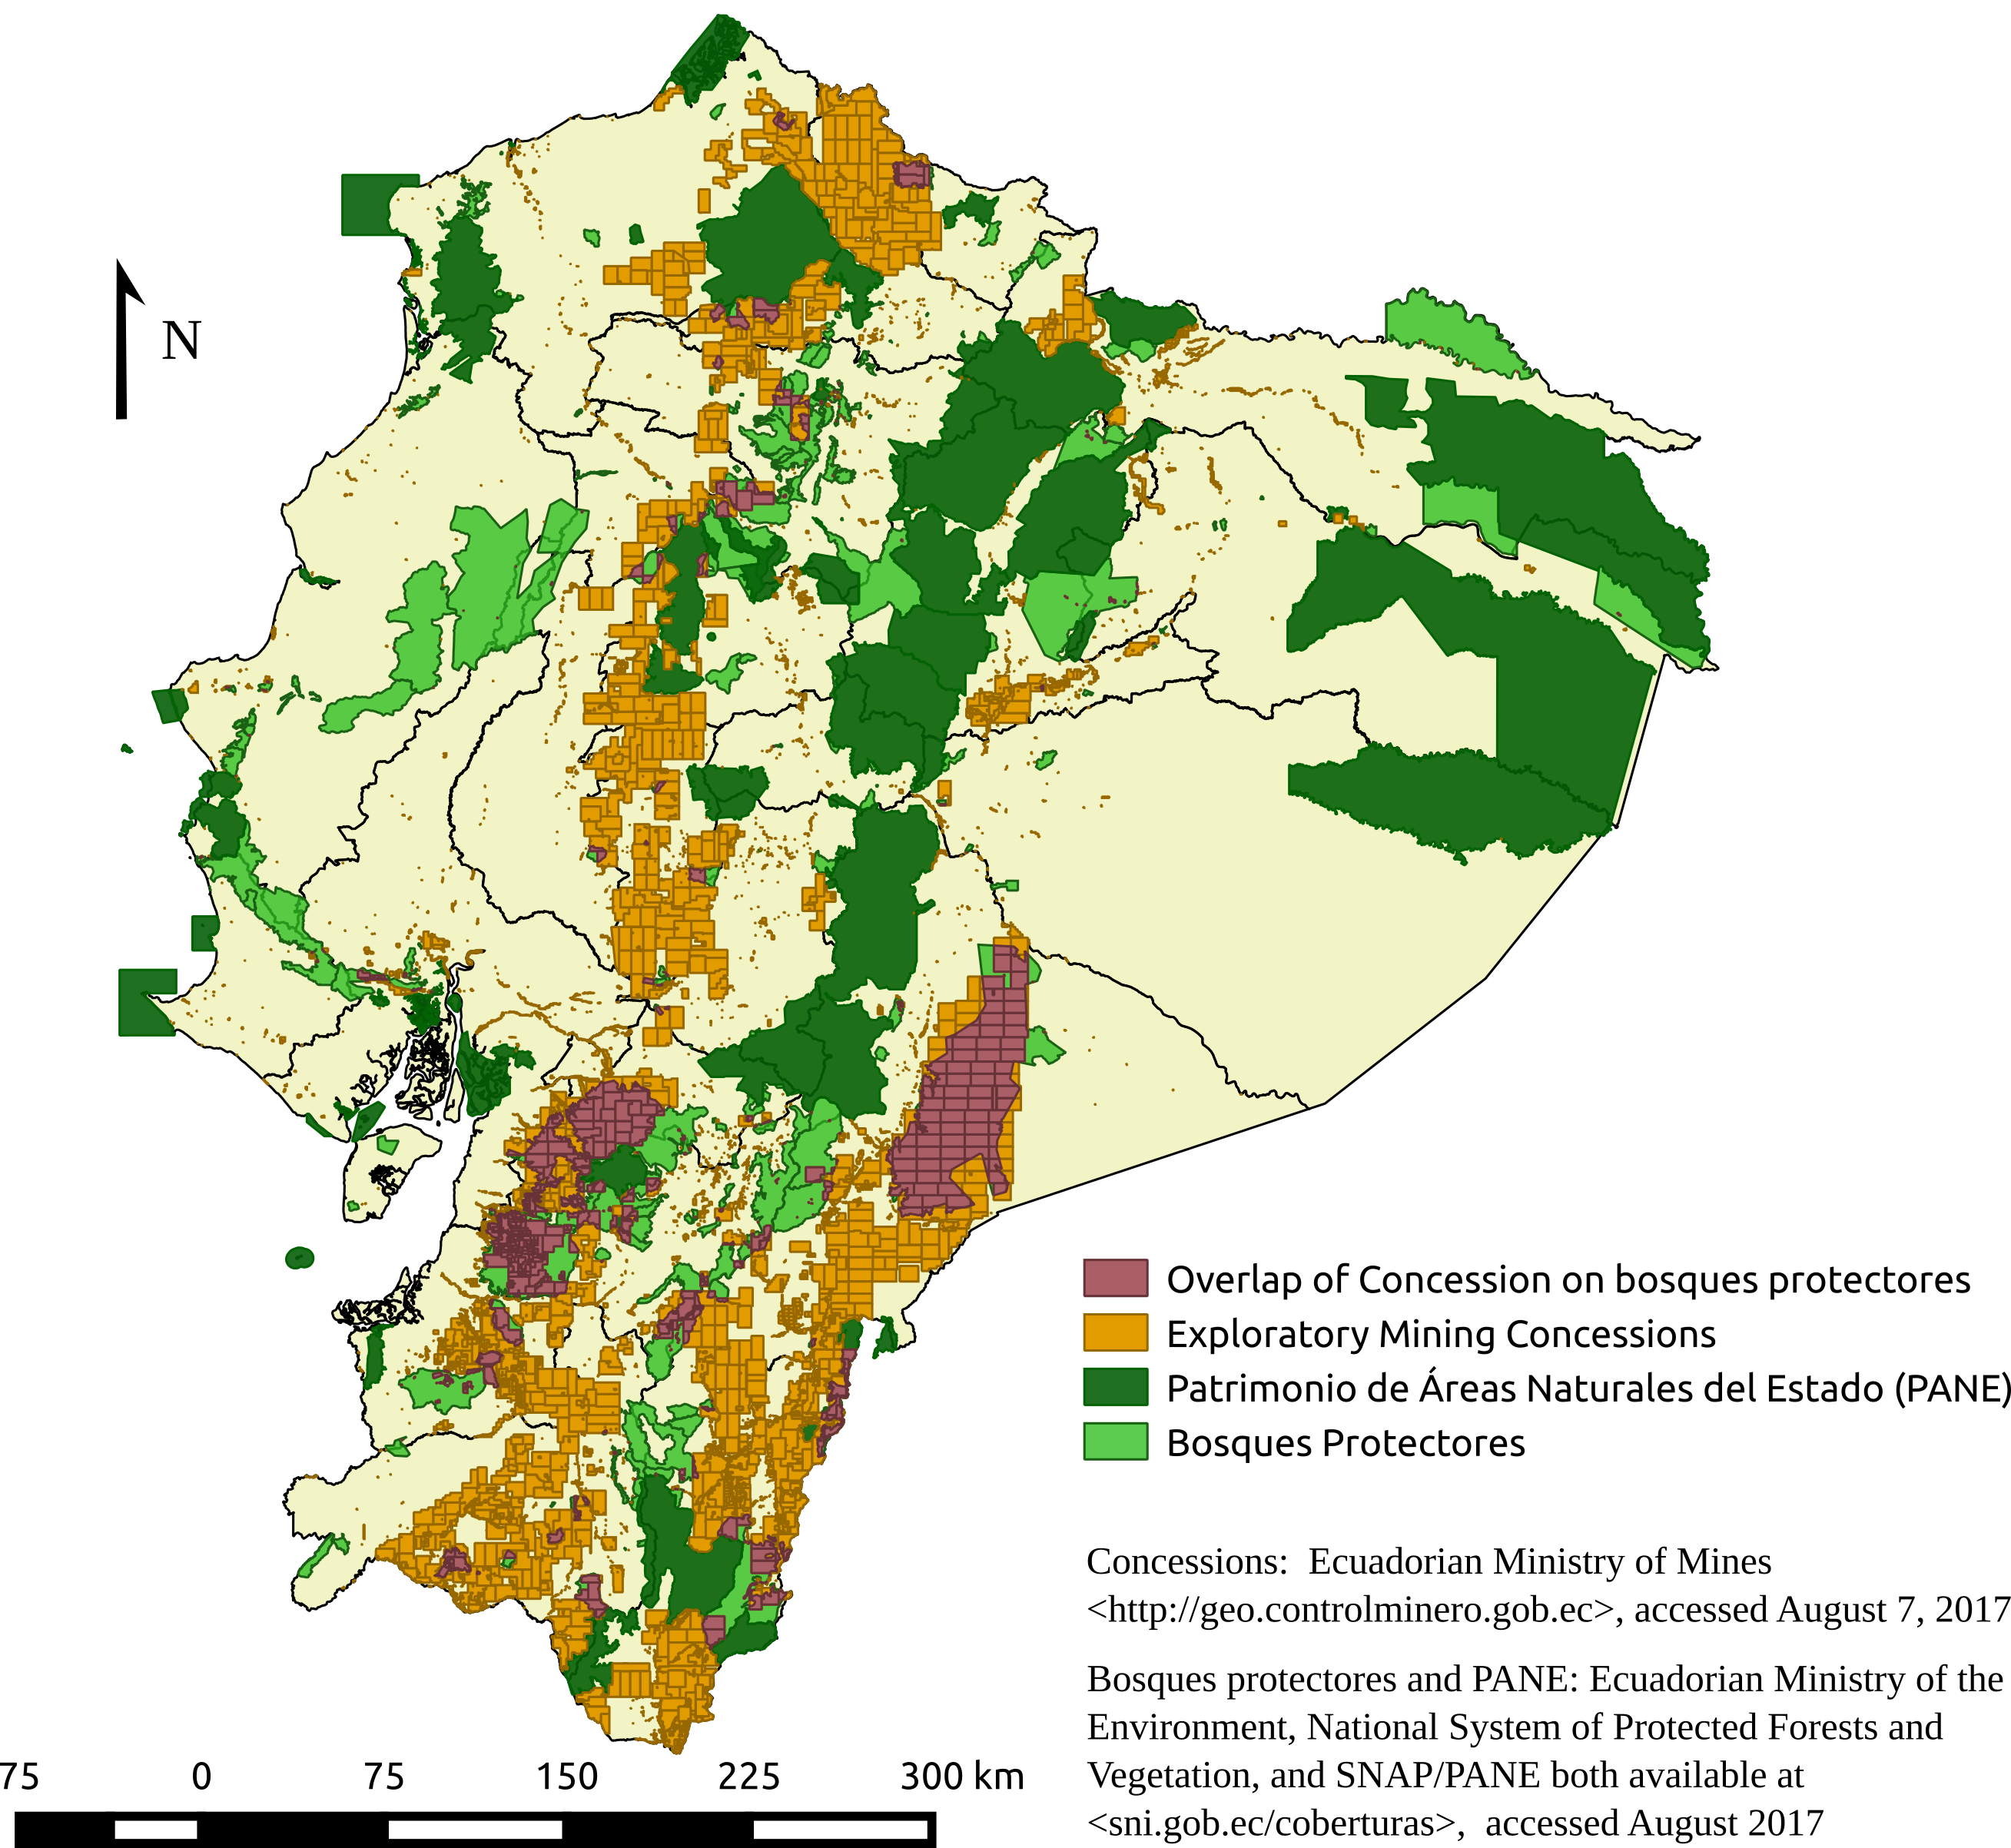 N
Overlap of Concession on bosques protectores
Exploratory Mining Concessions
Patrimonio de Áreas Naturales del Estado (PANE)
Bosques Protectores
Concessions: Ecuadorian Ministry of Mines
<http://geo.controlminero.gob.ec>, accessed August 7, 2017
Bosques protectores and PANE: Ecuadorian Ministry of the
Environment, National System of Protected Forests and
Vegetation, and SNAP/PANE both available at
<sni.gob.ec/coberturas>, accessed August 2017
75 0 75 150 225 300 km